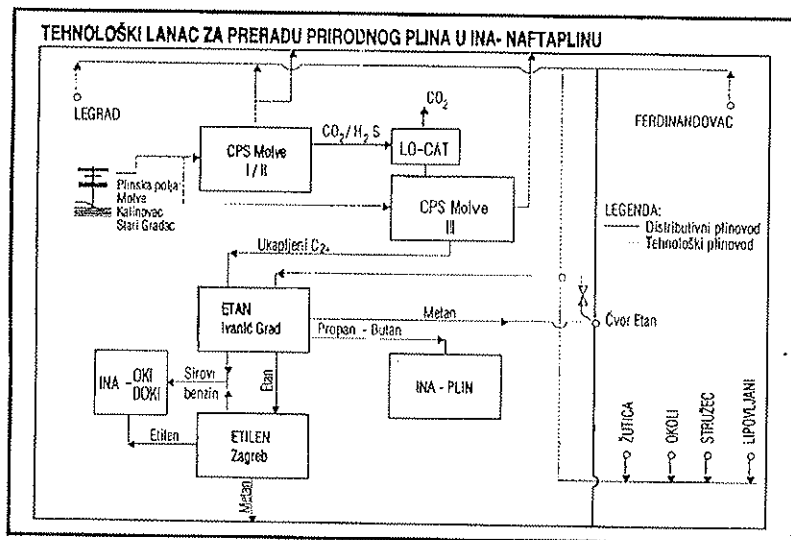 TEHNOLOŠKI LANAC ZA PRERADU PRIRODNOG PLINA U INA- NAFTAPLINU
LEGRAD
CO2
FERDINANDOVAC
CPS Molve
I / II
CO2/H2S
LO-CAT
Plinska polja:
Molve
Kalinovac
Stari Gradac
CPS Molve
III
LEGENDA:
Distributivni plinovod
Tehnološki plinovod
Ukapljeni C2+
ETAN
Ivanić Grad
Metan
Čvor Etan
Propan - Butan
INA - PLIN
INA - OKI
DOKI
Sirovi
benzin
Etan
Etilen
ETILEN
Zagreb
Metan
ŽUTICA
OKOLI
STRUŽEC
LIPOVLJANI